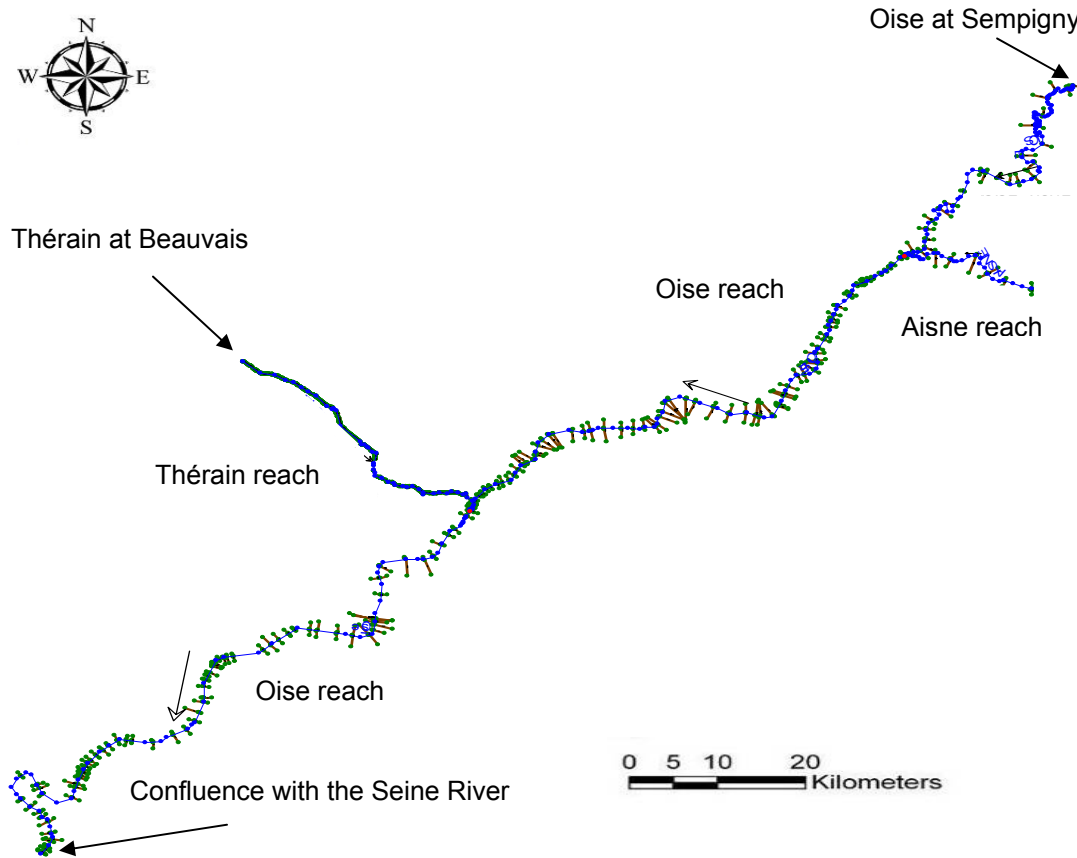 Oise at Sempigny
N
W E
S
Thérain at Beauvais
Oise reach
Aisne reach
Thérain reach
Oise reach
0 5 10 20
Kilometers
Confluence with the Seine River